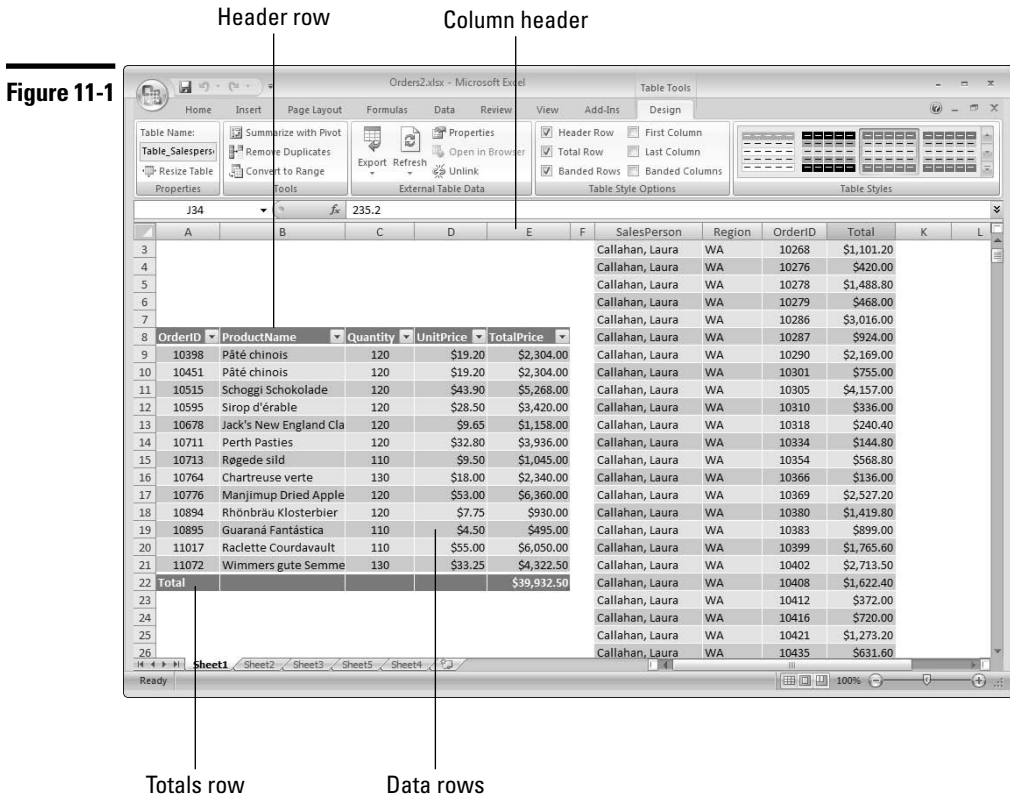 Header row
Column header
Figure 11-1
Orders2.xlsx - Microsoft Excel
Table Tools
Home Insert Page Layout Formulas Data Review View Add-Ins Design
Table Name:
Table_Salespers
Resize Table
Properties
Summarize with Pivot
Remove Duplicates
Convert to Range
Tools
Export Refresh
Properties
Open in Browser
Unlink
External Table Data
Header Row First Column
Total Row Last Column
Banded Rows Banded Columns
Table Style Options
Table Styles
J34 fx 235.2
A B C D E F SalesPerson Region OrderID Total K L
3 Callahan, Laura WA 10268 $1,101.20
4 Callahan, Laura WA 10276 $420.00
5 Callahan, Laura WA 10278 $1,488.80
6 Callahan, Laura WA 10279 $468.00
7 Callahan, Laura WA 10286 $3,016.00
8 OrderID ProductName Quantity UnitPrice TotalPrice Callahan, Laura WA 10287 $924.00
9 10398 Pâté chinois 120 $19.20 $2,304.00 Callahan, Laura WA 10290 $2,169.00
10 10451 Pâté chinois 120 $19.20 $2,304.00 Callahan, Laura WA 10301 $755.00
11 10515 Schoggi Schokolade 120 $43.90 $5,268.00 Callahan, Laura WA 10305 $4,157.00
12 10595 Sirop d'érable 120 $28.50 $3,420.00 Callahan, Laura WA 10310 $336.00
13 10678 Jack's New England Cla 120 $9.65 $1,158.00 Callahan, Laura WA 10318 $240.40
14 10711 Perth Pasties 120 $32.80 $3,936.00 Callahan, Laura WA 10334 $144.80
15 10713 Røgede sild 110 $9.50 $1,045.00 Callahan, Laura WA 10354 $568.80
16 10764 Chartreuse verte 130 $18.00 $2,340.00 Callahan, Laura WA 10366 $136.00
17 10776 Manjimup Dried Apple 120 $53.00 $6,360.00 Callahan, Laura WA 10369 $2,527.20
18 10894 Rhönbräu Klosterbier 120 $7.75 $930.00 Callahan, Laura WA 10380 $1,419.80
19 10895 Guaraná Fantástica 110 $4.50 $495.00 Callahan, Laura WA 10383 $899.00
20 11017 Raclette Courdavault 110 $55.00 $6,050.00 Callahan, Laura WA 10399 $1,765.60
21 11072 Wimmers gute Semme 130 $33.25 $4,322.50 Callahan, Laura WA 10402 $2,713.50
22 Total $39,932.50 Callahan, Laura WA 10408 $1,622.40
23 Callahan, Laura WA 10412 $372.00
24 Callahan, Laura WA 10416 $720.00
25 Callahan, Laura WA 10421 $1,273.20
26 Callahan, Laura WA 10435 $631.60
Sheet1 Sheet2 Sheet3 Sheet5 Sheet4
Ready 100%
Totals row
Data rows